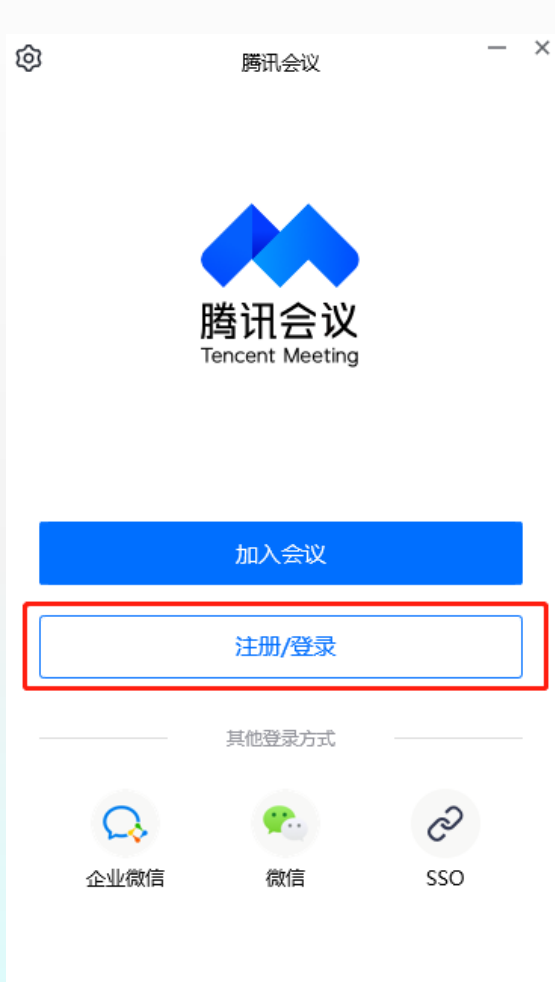 腾讯会议
腾讯会议
Tencent Meeting
加入会议
注册/登录
其他登录方式
企业微信
微信
SSO